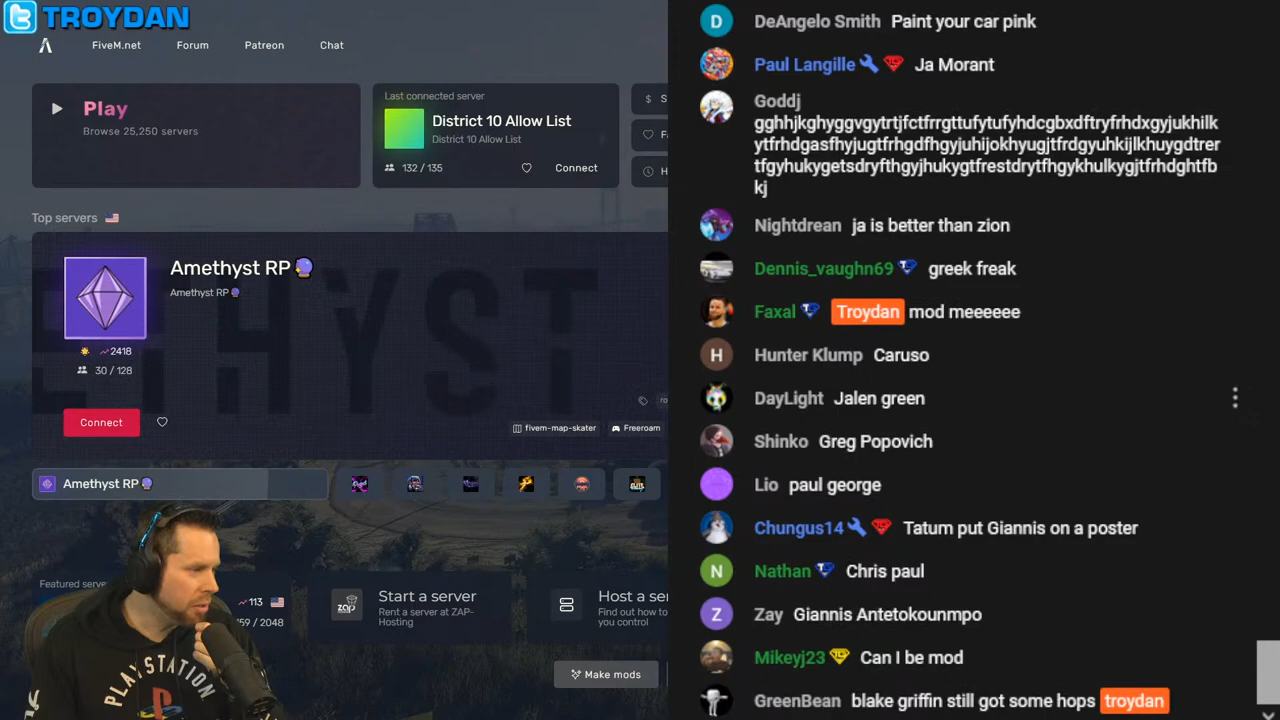 TROYDAN
FiveM.net Forum Patreon Chat
Play
Browse 25,250 servers
Last connected server
District 10 Allow List
District 10 Allow List
132 / 135
Connect
Top servers
Amethyst RP
Amethyst RP
2418
30 / 128
Connect
fivem-map-skater
Freeroam
Amethyst RP
113
/ 2048
Start a server
Rent a server at ZAP-
Hosting
Find out how to
you control
Make mods
PLAYSTATION
DeAngelo Smith Paint your car pink
Paul Langille Ja Morant
Goddj
gghhjkghyggvgytrtjfctfrrgttufytufyhdcgbxdftryfrhdxgyjukhilk
ytfrhdgasfhyjugtfrhgdfhgyjuhijokhyugjtfrdgyuhkijlkhuygdtrer
tfgyhukygetsdryfthgyjhukygtfrestdrytfhgykhulkygjtfrhdghtfb
kj
Nightdrean ja is better than zion
Dennis_vaughn69 greek freak
Faxal Troydan mod meeeeee
Hunter Klump Caruso
DayLight Jalen green
Shinko Greg Popovich
Lio paul george
Chungus14 Tatum put Giannis on a poster
Nathan Chris paul
Zay Giannis Antetokounmpo
Mikeyj23 Can I be mod
GreenBean blake griffin still got some hops troydan